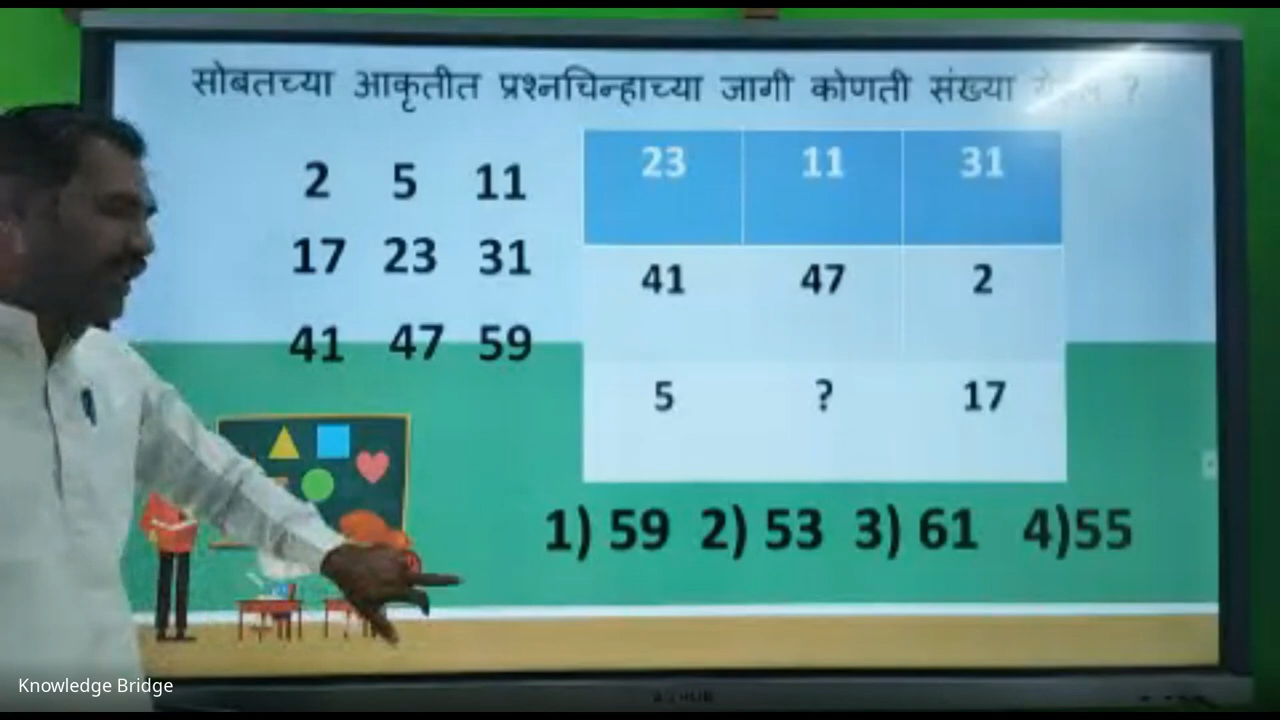 सोबतच्या आकृतीत प्रश्नचिन्हाच्या जागी कोणती संख्या ?
2 5 11
17 23 31
41 47 59
23 11 31
41 47 2
5 ? 17
1) 59 2) 53 3) 61 4)55
Knowledge Bridge